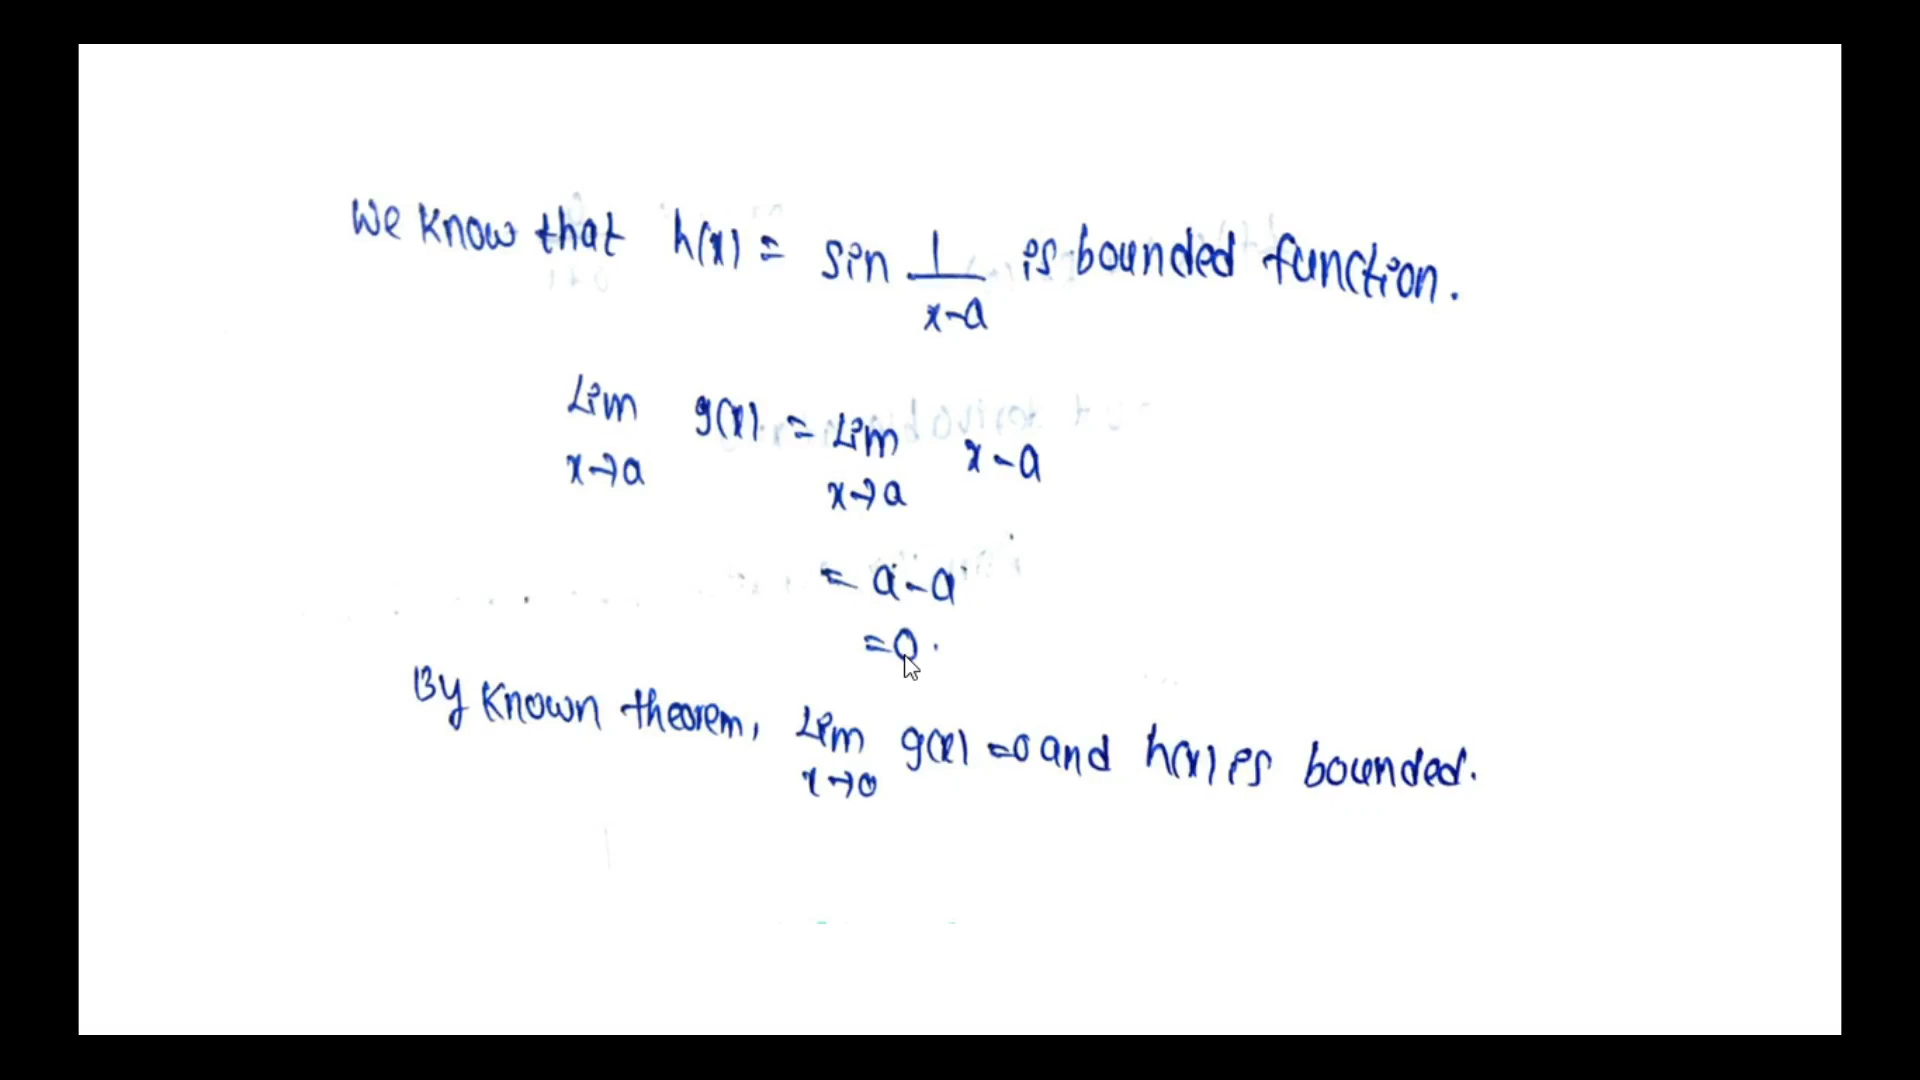 We know that h(x) = sin 1/x-a is bounded function.
Lim x→a g(x) = Lim x→a x-a
= a-a
= 0.
By known theorem, Lim x→0 g(x) = 0 and h(x) is bounded.